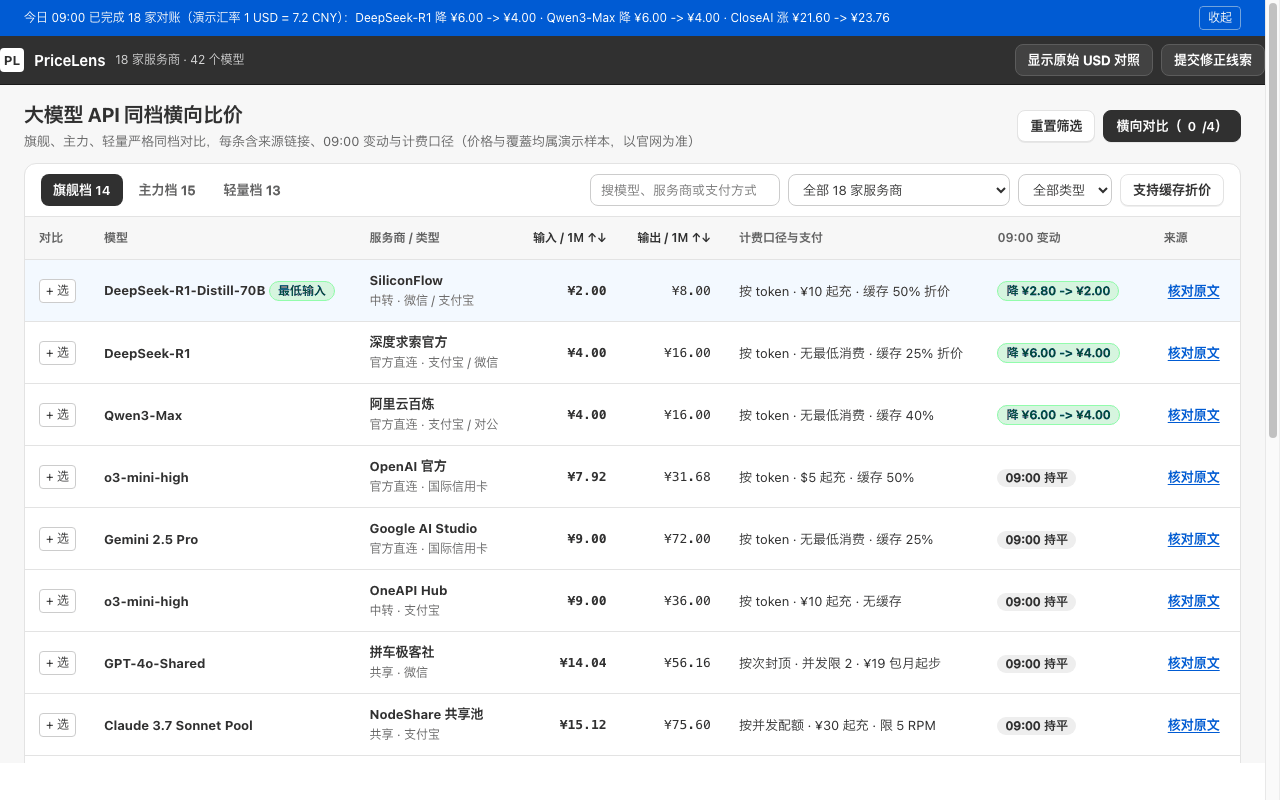 今日 09:00 已完成 18 家对账（演示汇率 1 USD = 7.2 CNY）：DeepSeek-R1 降 ¥6.00 -> ¥4.00 · Qwen3-Max 降 ¥6.00 -> ¥4.00 · CloseAI 涨 ¥21.60 -> ¥23.76 收起
PL PriceLens 18 家服务商 · 42 个模型 显示原始 USD 对照 提交修正线索
大模型 API 同档横向比价
旗舰、主力、轻量严格同档对比，每条含来源链接、09:00 变动与计费口径（价格与覆盖均属演示样本，以官网为准）
重置筛选 横向对比（ 0 /4）
旗舰档 14 主力档 15 轻量档 13 搜模型、服务商或支付方式 全部 18 家服务商 全部类型 支持缓存折价
对比 模型 服务商 / 类型 输入 / 1M ↑↓ 输出 / 1M ↑↓ 计费口径与支付 09:00 变动 来源
+ 选 DeepSeek-R1-Distill-70B 最低输入 SiliconFlow ¥2.00 ¥8.00 按 token · ¥10 起充 · 缓存 50% 折价 降 ¥2.80 -> ¥2.00 核对原文
中转 · 微信 / 支付宝
+ 选 DeepSeek-R1 深度求索官方 ¥4.00 ¥16.00 按 token · 无最低消费 · 缓存 25% 折价 降 ¥6.00 -> ¥4.00 核对原文
官方直连 · 支付宝 / 微信
+ 选 Qwen3-Max 阿里云百炼 ¥4.00 ¥16.00 按 token · 无最低消费 · 缓存 40% 降 ¥6.00 -> ¥4.00 核对原文
官方直连 · 支付宝 / 对公
+ 选 o3-mini-high OpenAI 官方 ¥7.92 ¥31.68 按 token · $5 起充 · 缓存 50% 09:00 持平 核对原文
官方直连 · 国际信用卡
+ 选 Gemini 2.5 Pro Google AI Studio ¥9.00 ¥72.00 按 token · 无最低消费 · 缓存 25% 09:00 持平 核对原文
官方直连 · 国际信用卡
+ 选 o3-mini-high OneAPI Hub ¥9.00 ¥36.00 按 token · ¥10 起充 · 无缓存 09:00 持平 核对原文
中转 · 支付宝
+ 选 GPT-4o-Shared 拼车极客社 ¥14.04 ¥56.16 按次封顶 · 并发限 2 · ¥19 包月起步 09:00 持平 核对原文
共享 · 微信
+ 选 Claude 3.7 Sonnet Pool NodeShare 共享池 ¥15.12 ¥75.60 按并发配额 · ¥30 起充 · 限 5 RPM 09:00 持平 核对原文
共享 · 支付宝